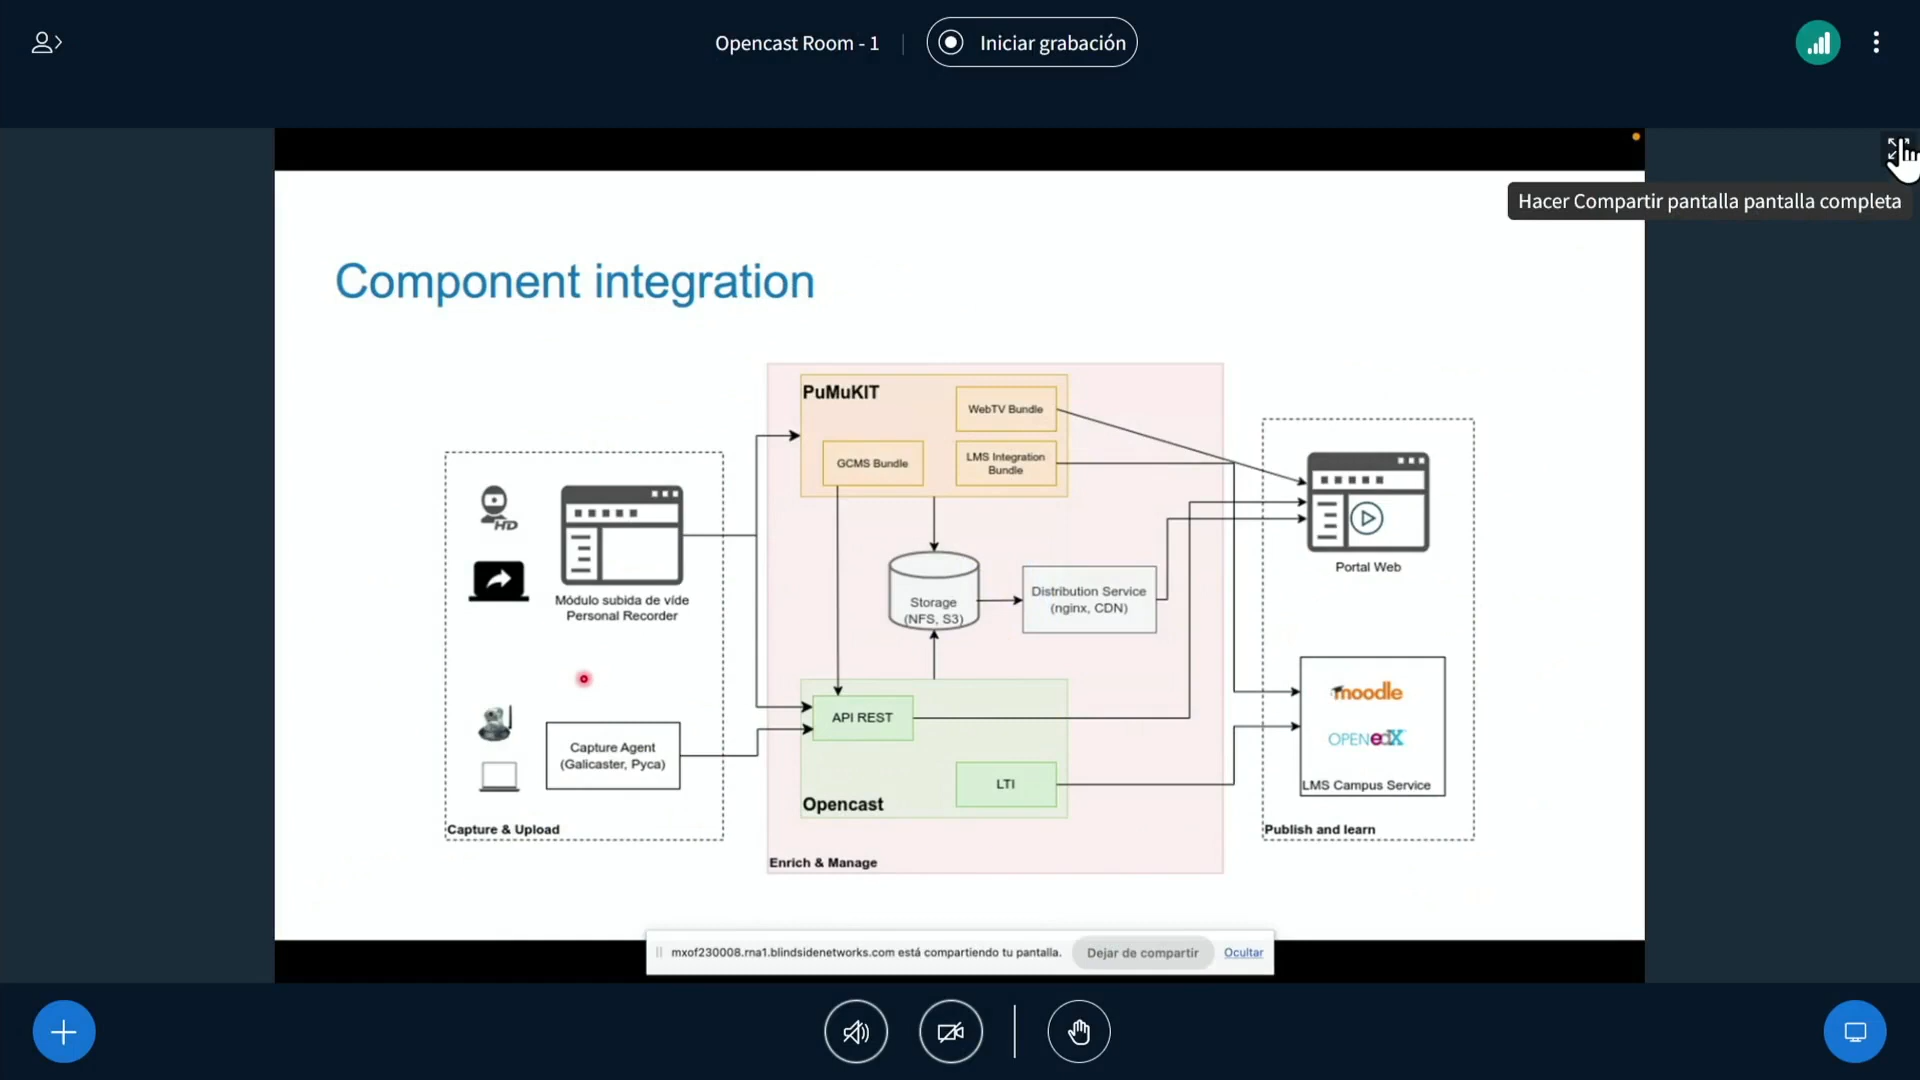 Opencast Room - 1
Iniciar grabación
Hacer Compartir pantalla pantalla completa
Component integration
HD
Módulo subida de víde
Personal Recorder
Capture Agent
(Galicaster, Pyca)
Capture & Upload
PuMuKIT
WebTV Bundle
GCMS Bundle
LMS Integration
Bundle
Storage
(NFS, S3)
Distribution Service
(nginx, CDN)
API REST
LTI
Opencast
Enrich & Manage
Portal Web
moodle
OPENedX
LMS Campus Service
Publish and learn
mxof230008.rna1.blindsidenetworks.com está compartiendo tu pantalla.
Dejar de compartir
Ocultar